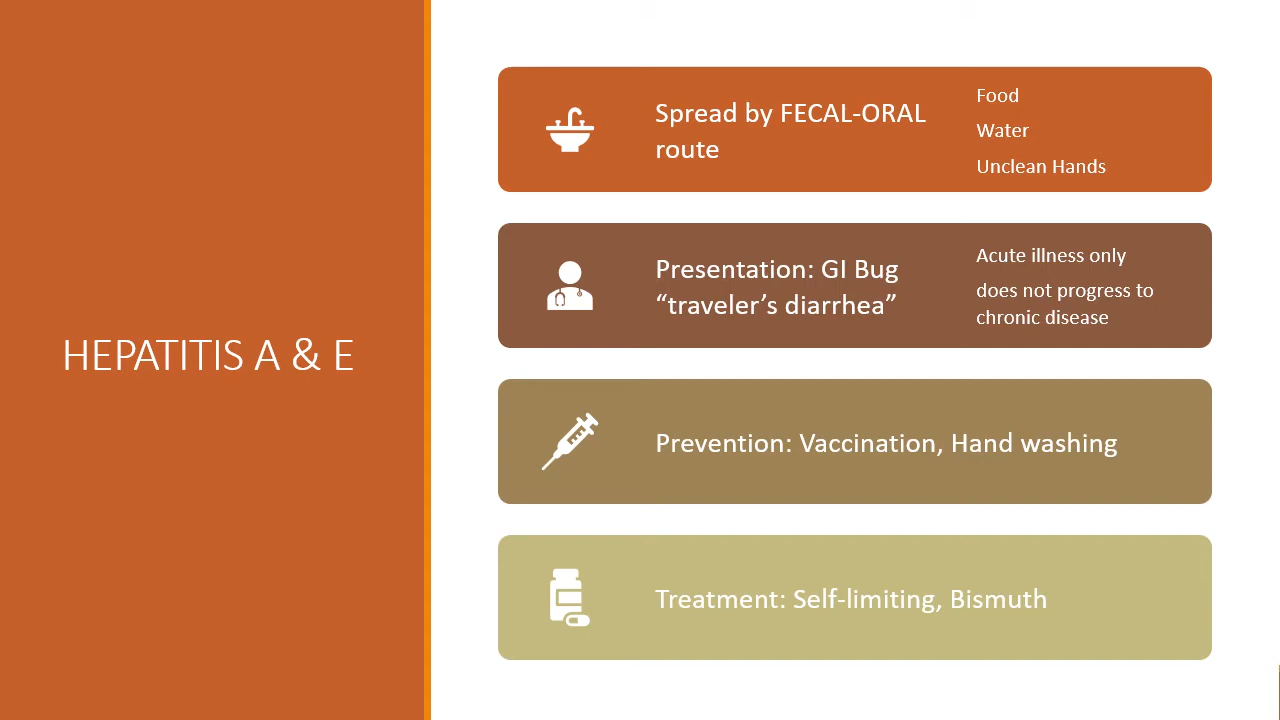 HEPATITIS A & E
Spread by FECAL-ORAL
route
Food
Water
Unclean Hands
Presentation: GI Bug
“traveler’s diarrhea”
Acute illness only
does not progress to
chronic disease
Prevention: Vaccination, Hand washing
Treatment: Self-limiting, Bismuth